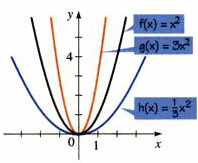 y
f(x) = x²
g(x) = 3x²
4
h(x) = ⅓x²
0 1 x